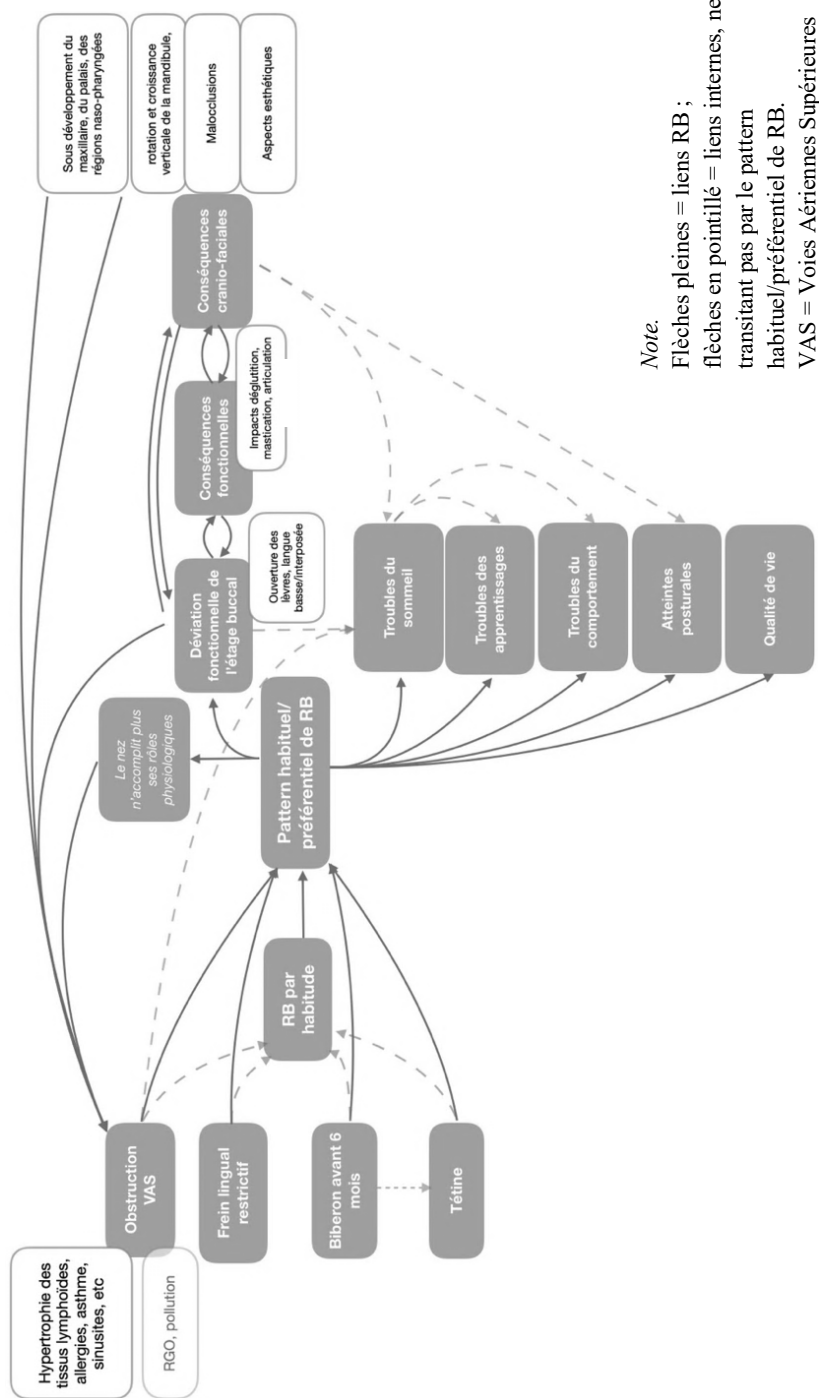 Hypertrophie des
tissus lymphoïdes,
allergies, asthme,
sinusites, etc
RGO, pollution
Obstruction
VAS
Frein lingual
restrictif
Biberon avant 6
mois
Tétine
RB par
habitude
Pattern habituel/
préférentiel de RB
Le nez
n'accomplit plus
ses rôles
physiologiques
Déviation
fonctionnelle de
l'étage buccal
Ouverture des
lèvres, langue
basse/interposée
Conséquences
fonctionnelles
Impacts déglutition,
mastication, articulation
Conséquences
cranio-faciales
Sous développement du
maxillaire, du palais, des
régions naso-pharyngées
rotation et croissance
verticale de la mandibule,
Malocclusions
Aspects esthétiques
Troubles du
sommeil
Troubles des
apprentissages
Troubles du
comportement
Atteintes
posturales
Qualité de vie
Note.
Flèches pleines = liens RB ;
flèches en pointillé = liens internes, ne
transitant pas par le pattern
habituel/préférentiel de RB.
VAS = Voies Aériennes Supérieures